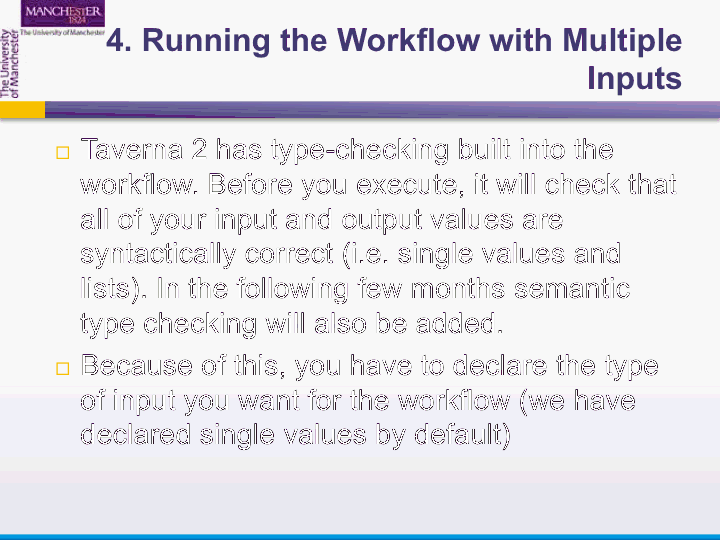 MANCHESTER
1824
The University of Manchester
The University
of Manchester
4. Running the Workflow with Multiple
Inputs
Taverna 2 has type-checking built into the
workflow. Before you execute, it will check that
all of your input and output values are
syntactically correct (i.e. single values and
lists). In the following few months semantic
type checking will also be added.
Because of this, you have to declare the type
of input you want for the workflow (we have
declared single values by default)